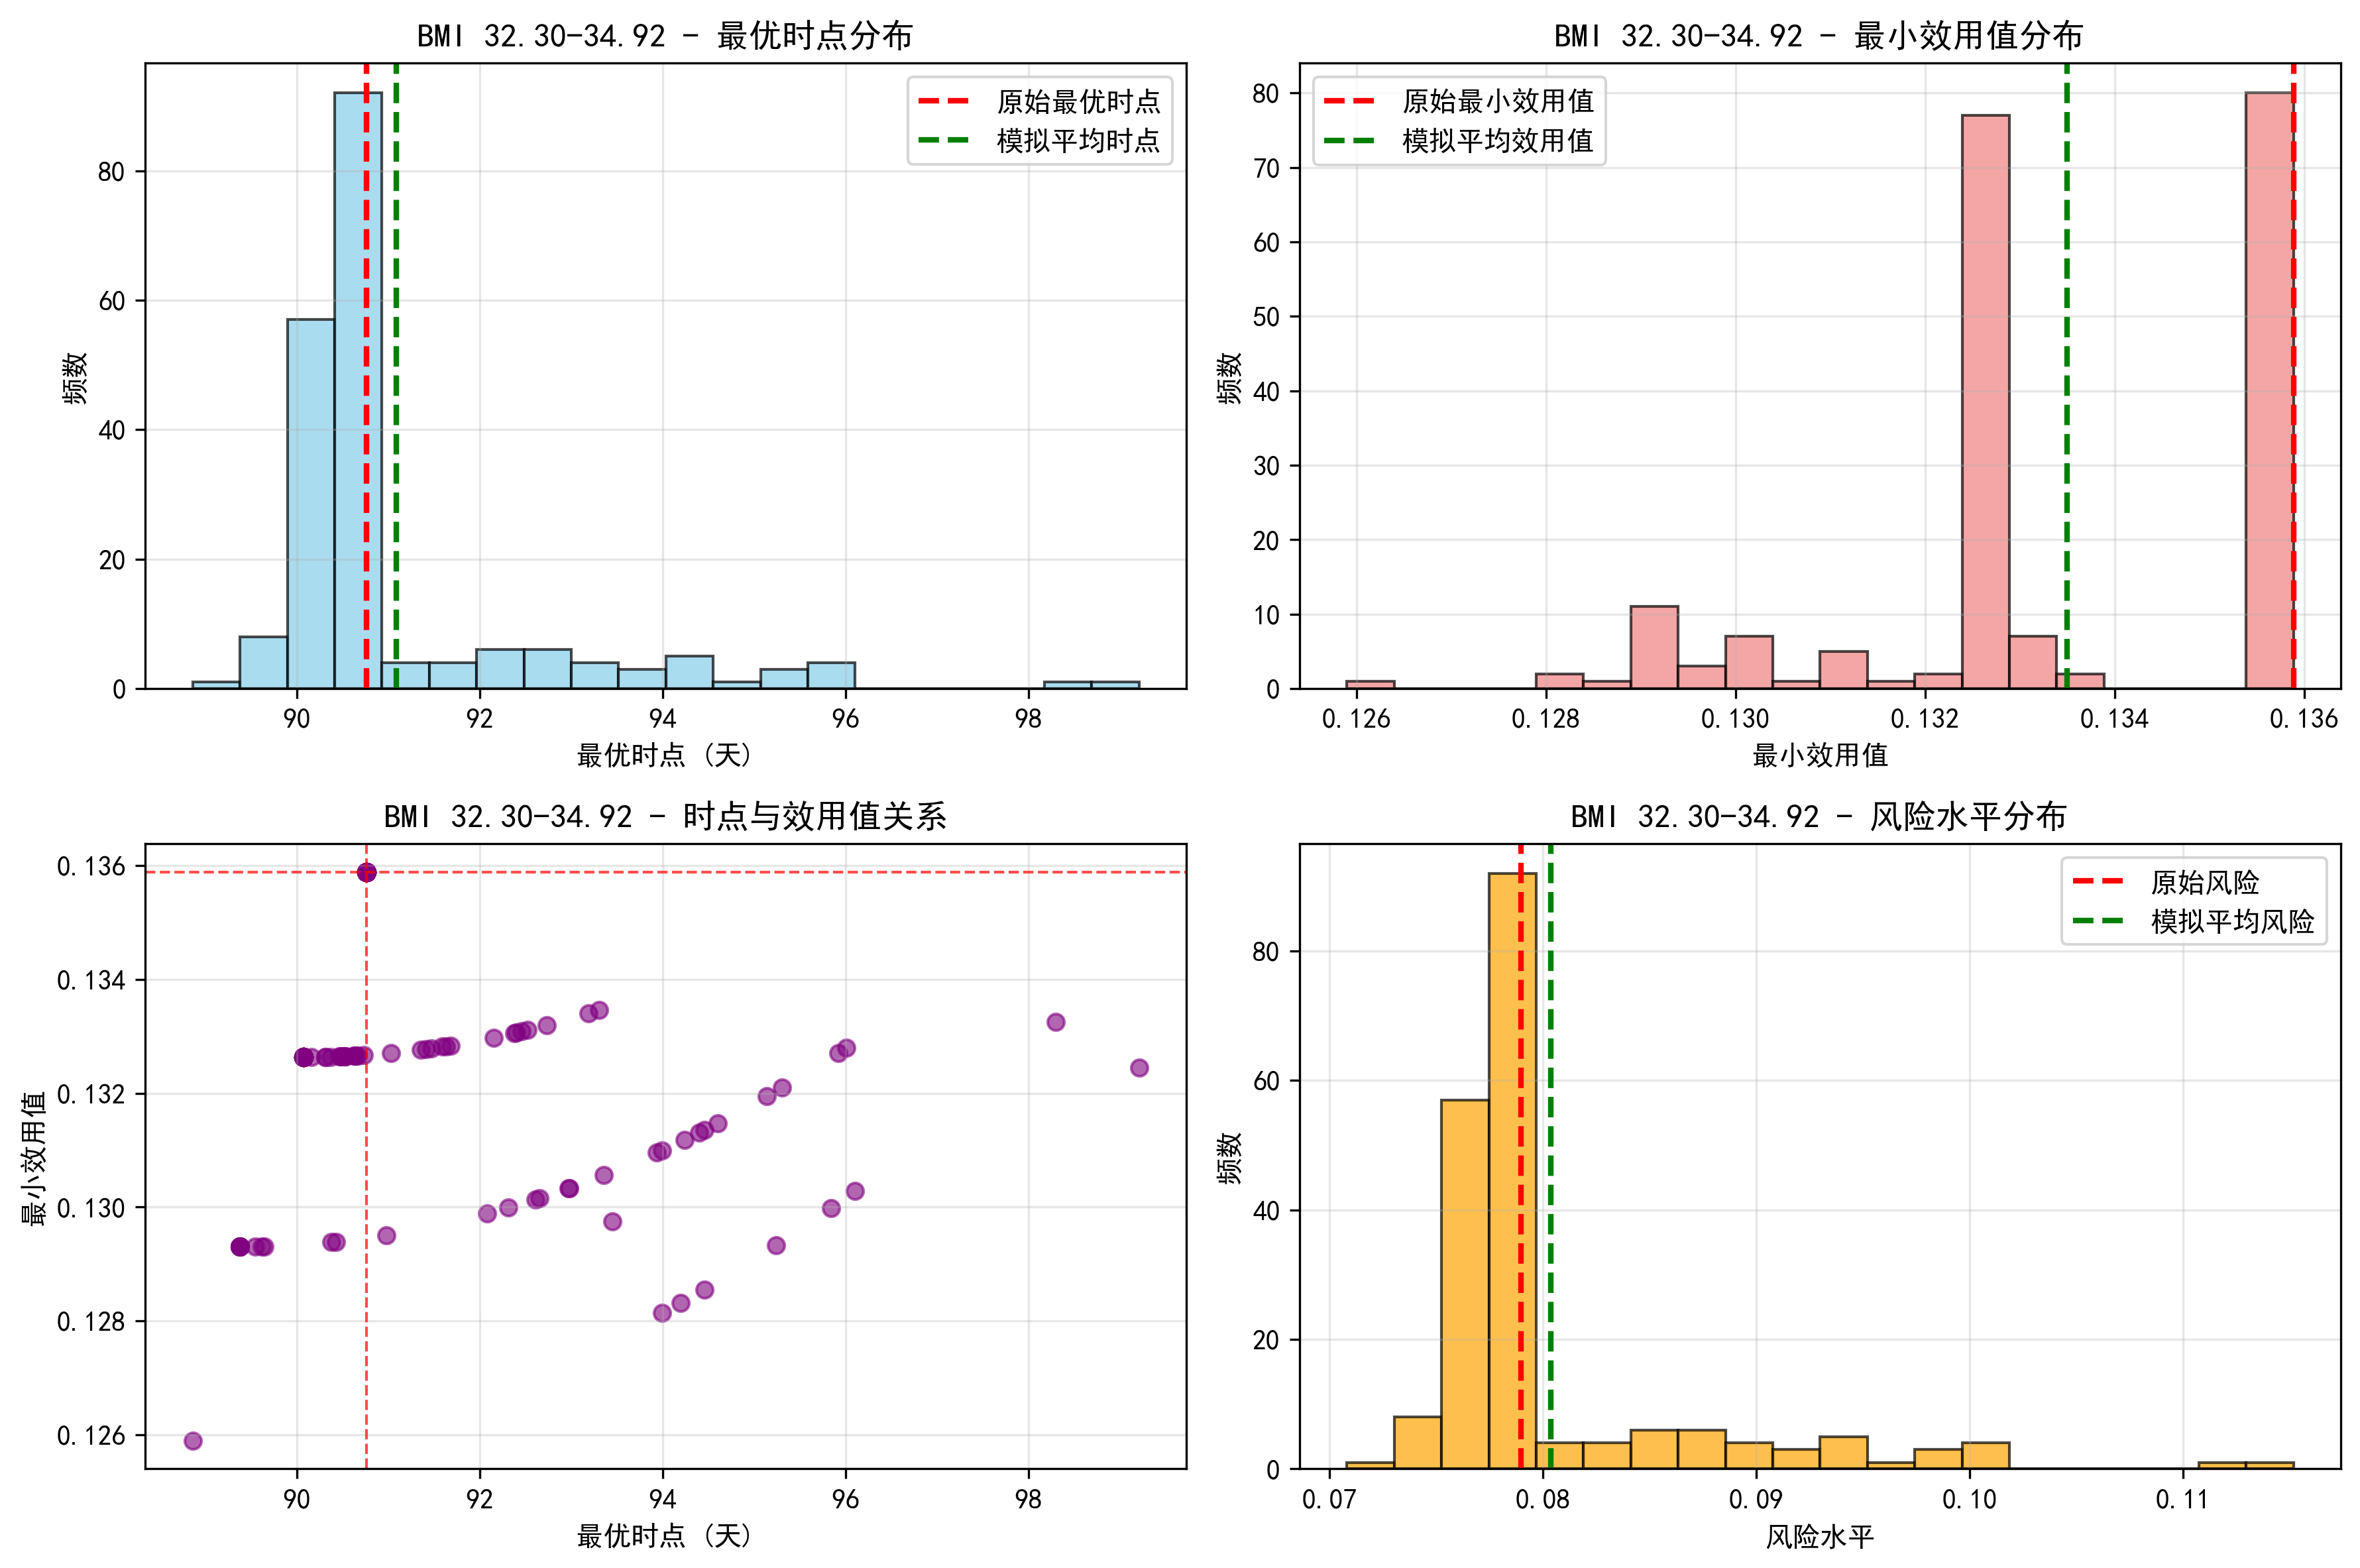 BMI 32.30-34.92 - 最优时点分布
原始最优时点
模拟平均时点
频数
80
60
40
20
0
90 92 94 96 98
最优时点 (天)
BMI 32.30-34.92 - 最小效用值分布
原始最小效用值
模拟平均效用值
频数
80
70
60
50
40
30
20
10
0
0.126 0.128 0.130 0.132 0.134 0.136
最小效用值
BMI 32.30-34.92 - 时点与效用值关系
最小效用值
0.136
0.134
0.132
0.130
0.128
0.126
90 92 94 96 98
最优时点 (天)
BMI 32.30-34.92 - 风险水平分布
原始风险
模拟平均风险
频数
80
60
40
20
0
0.07 0.08 0.09 0.10 0.11
风险水平